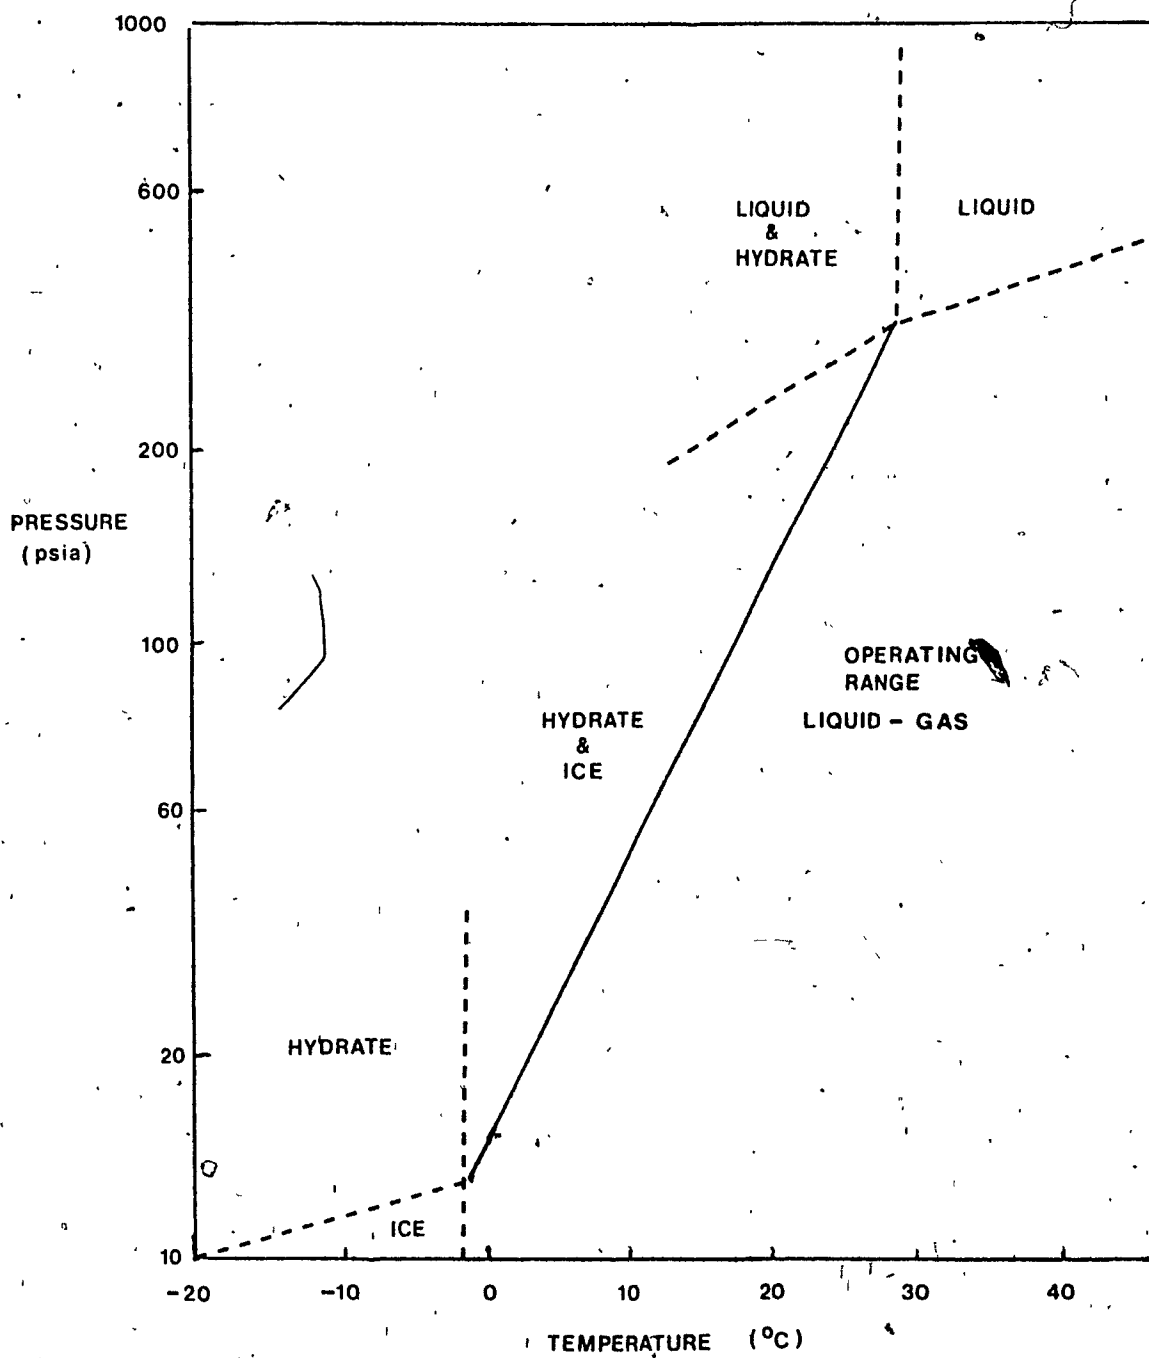 1000
600
LIQUID
&
HYDRATE
LIQUID
200
PRESSURE
(psia)
100
OPERATING
RANGE
LIQUID - GAS
HYDRATE
&
ICE
60
HYDRATE
20
ICE
10
-20 -10 0 10 20 30 40
TEMPERATURE (°C)